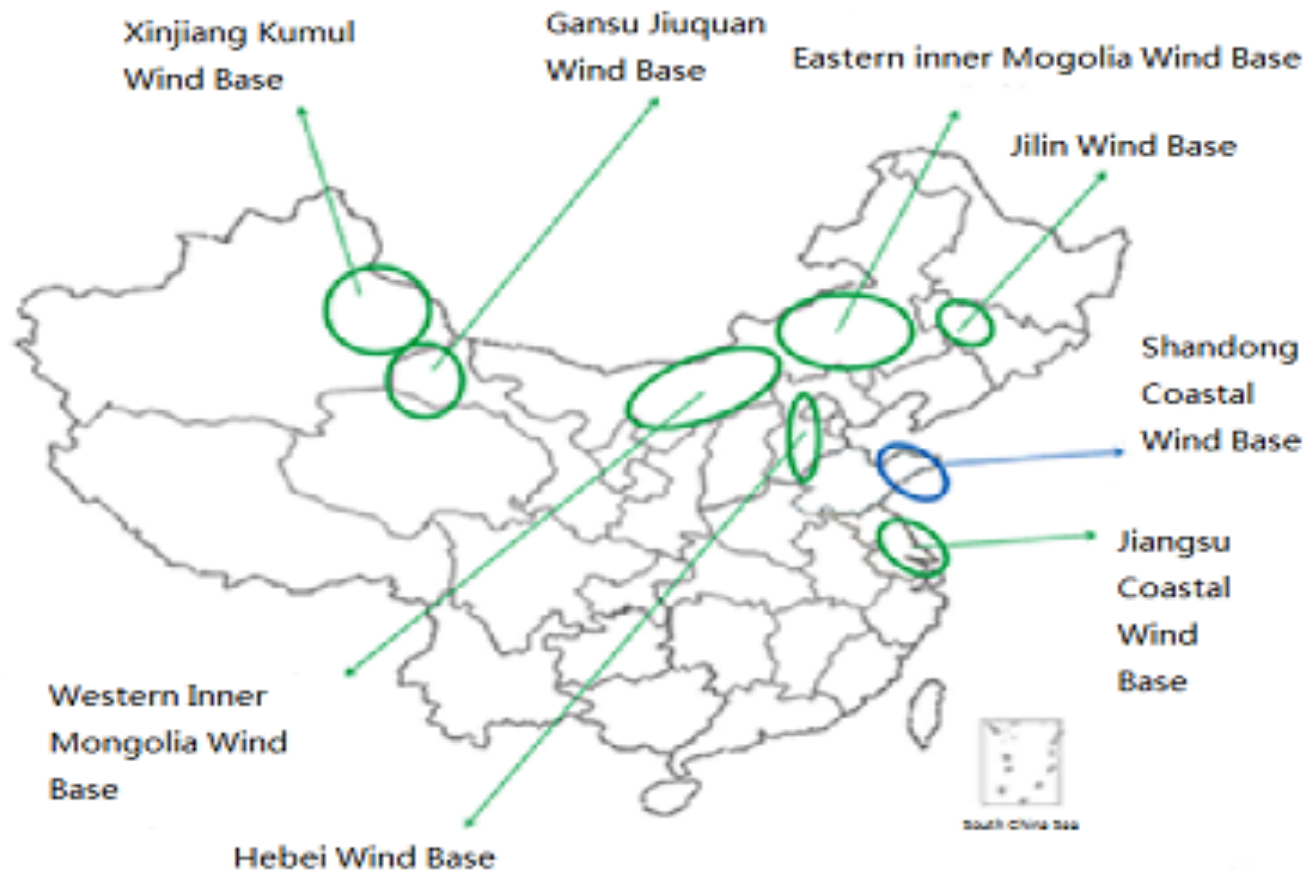 Xinjiang Kumul
Wind Base
Gansu Jiuquan
Wind Base
Eastern inner Mogolia Wind Base
Jilin Wind Base
Shandong
Coastal
Wind Base
Jiangsu
Coastal
Wind
Base
Western Inner
Mongolia Wind
Base
Hebei Wind Base
South China Sea